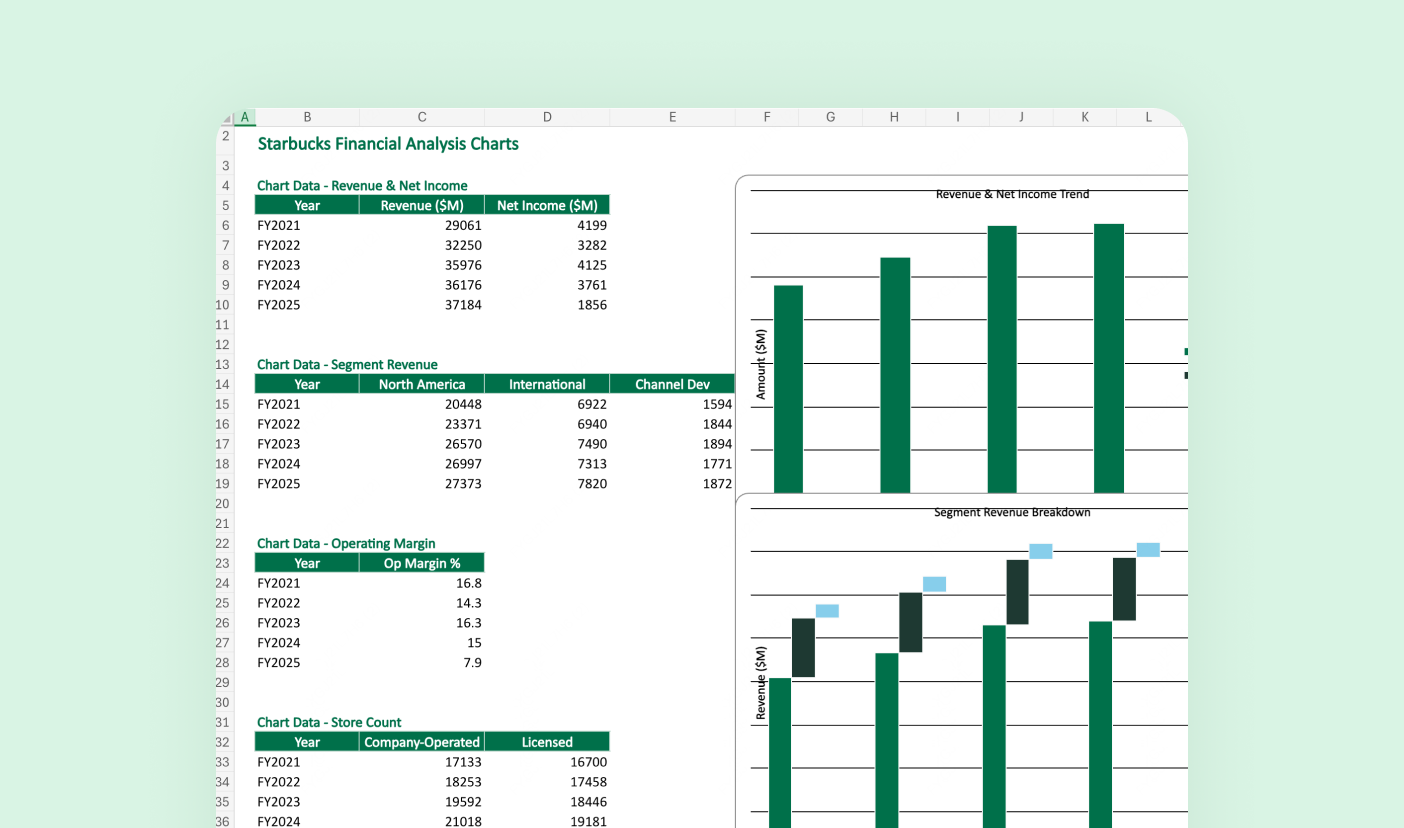 A B C D E F G H I J K L
2 Starbucks Financial Analysis Charts
3
4 Chart Data - Revenue & Net Income
5 Year Revenue ($M) Net Income ($M)
6 FY2021 29061 4199
7 FY2022 32250 3282
8 FY2023 35976 4125
9 FY2024 36176 3761
10 FY2025 37184 1856
11
12
13 Chart Data - Segment Revenue
14 Year North America International Channel Dev
15 FY2021 20448 6922 1594
16 FY2022 23371 6940 1844
17 FY2023 26570 7490 1894
18 FY2024 26997 7313 1771
19 FY2025 27373 7820 1872
20
21
22 Chart Data - Operating Margin
23 Year Op Margin %
24 FY2021 16.8
25 FY2022 14.3
26 FY2023 16.3
27 FY2024 15
28 FY2025 7.9
29
30
31 Chart Data - Store Count
32 Year Company-Operated Licensed
33 FY2021 17133 16700
34 FY2022 18253 17458
35 FY2023 19592 18446
36 FY2024 21018 19181
Revenue & Net Income Trend
Amount ($M)
Segment Revenue Breakdown
Revenue ($M)